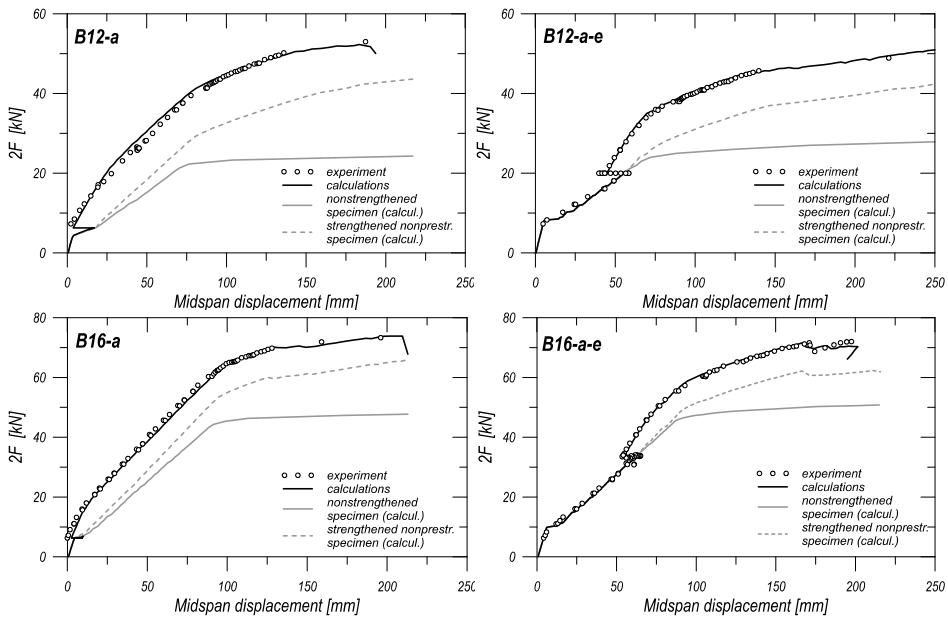 B12-a
60
40
20
0
2F [kN]
experiment
calculations
nonstrengthened
specimen (calcul.)
strengthened nonprestr.
specimen (calcul.)
0 50 100 150 200 250
Midspan displacement [mm]
B12-a-e
60
40
20
0
2F [kN]
experiment
calculations
nonstrengthened
specimen (calcul.)
strengthened nonprestr.
specimen (calcul.)
0 50 100 150 200 250
Midspan displacement [mm]
B16-a
80
60
40
20
0
2F [kN]
experiment
calculations
nonstrengthened
specimen (calcul.)
strengthened nonprestr.
specimen (calcul.)
0 50 100 150 200 250
Midspan displacement [mm]
B16-a-e
80
60
40
20
0
2F [kN]
experiment
calculations
nonstrengthened
specimen (calcul.)
strengthened nonprestr.
specimen (calcul.)
0 50 100 150 200 250
Midspan displacement [mm]